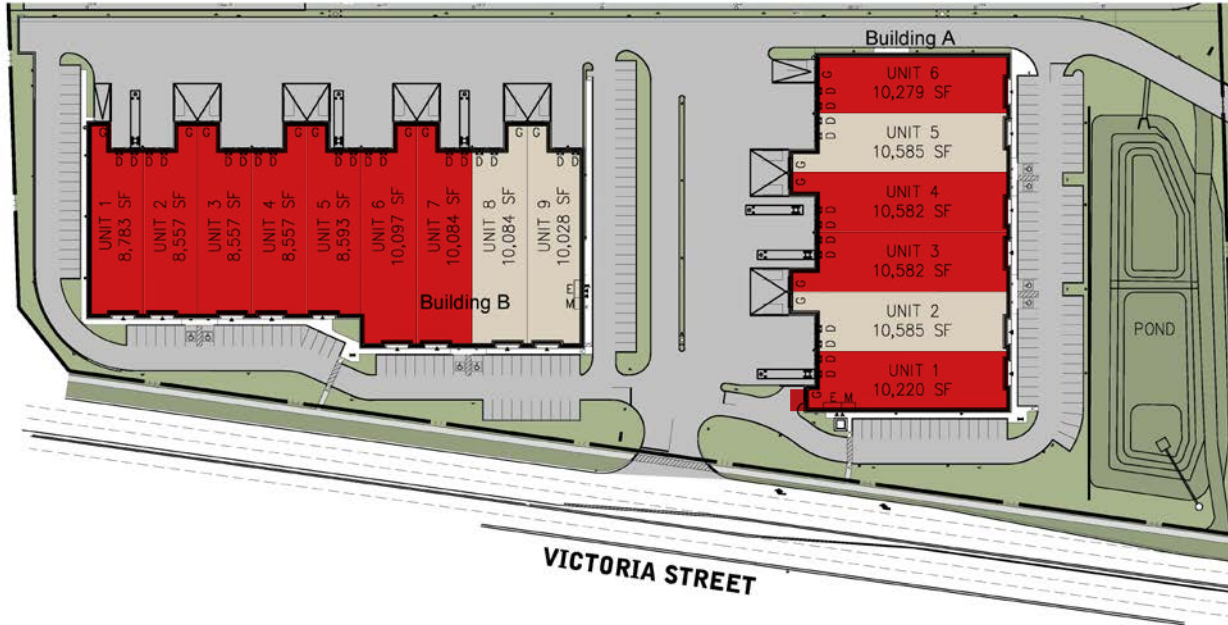 Building A
UNIT 6
10,279 SF
UNIT 5
10,585 SF
UNIT 4
10,582 SF
UNIT 3
10,582 SF
UNIT 2
10,585 SF
UNIT 1
10,220 SF
E M
G
G
G
G
G
D
D
D
D
D
D
D
D
D
D
D
D
UNIT 1
8,783 SF
UNIT 2
8,557 SF
UNIT 3
8,557 SF
UNIT 4
8,557 SF
UNIT 5
8,593 SF
UNIT 6
10,097 SF
UNIT 7
10,084 SF
UNIT 8
10,084 SF
UNIT 9
10,028 SF
G
G G
G G
G G
G G
D D D D
D D D D
D D D D
D D D D
E
M
Building B
POND
VICTORIA STREET